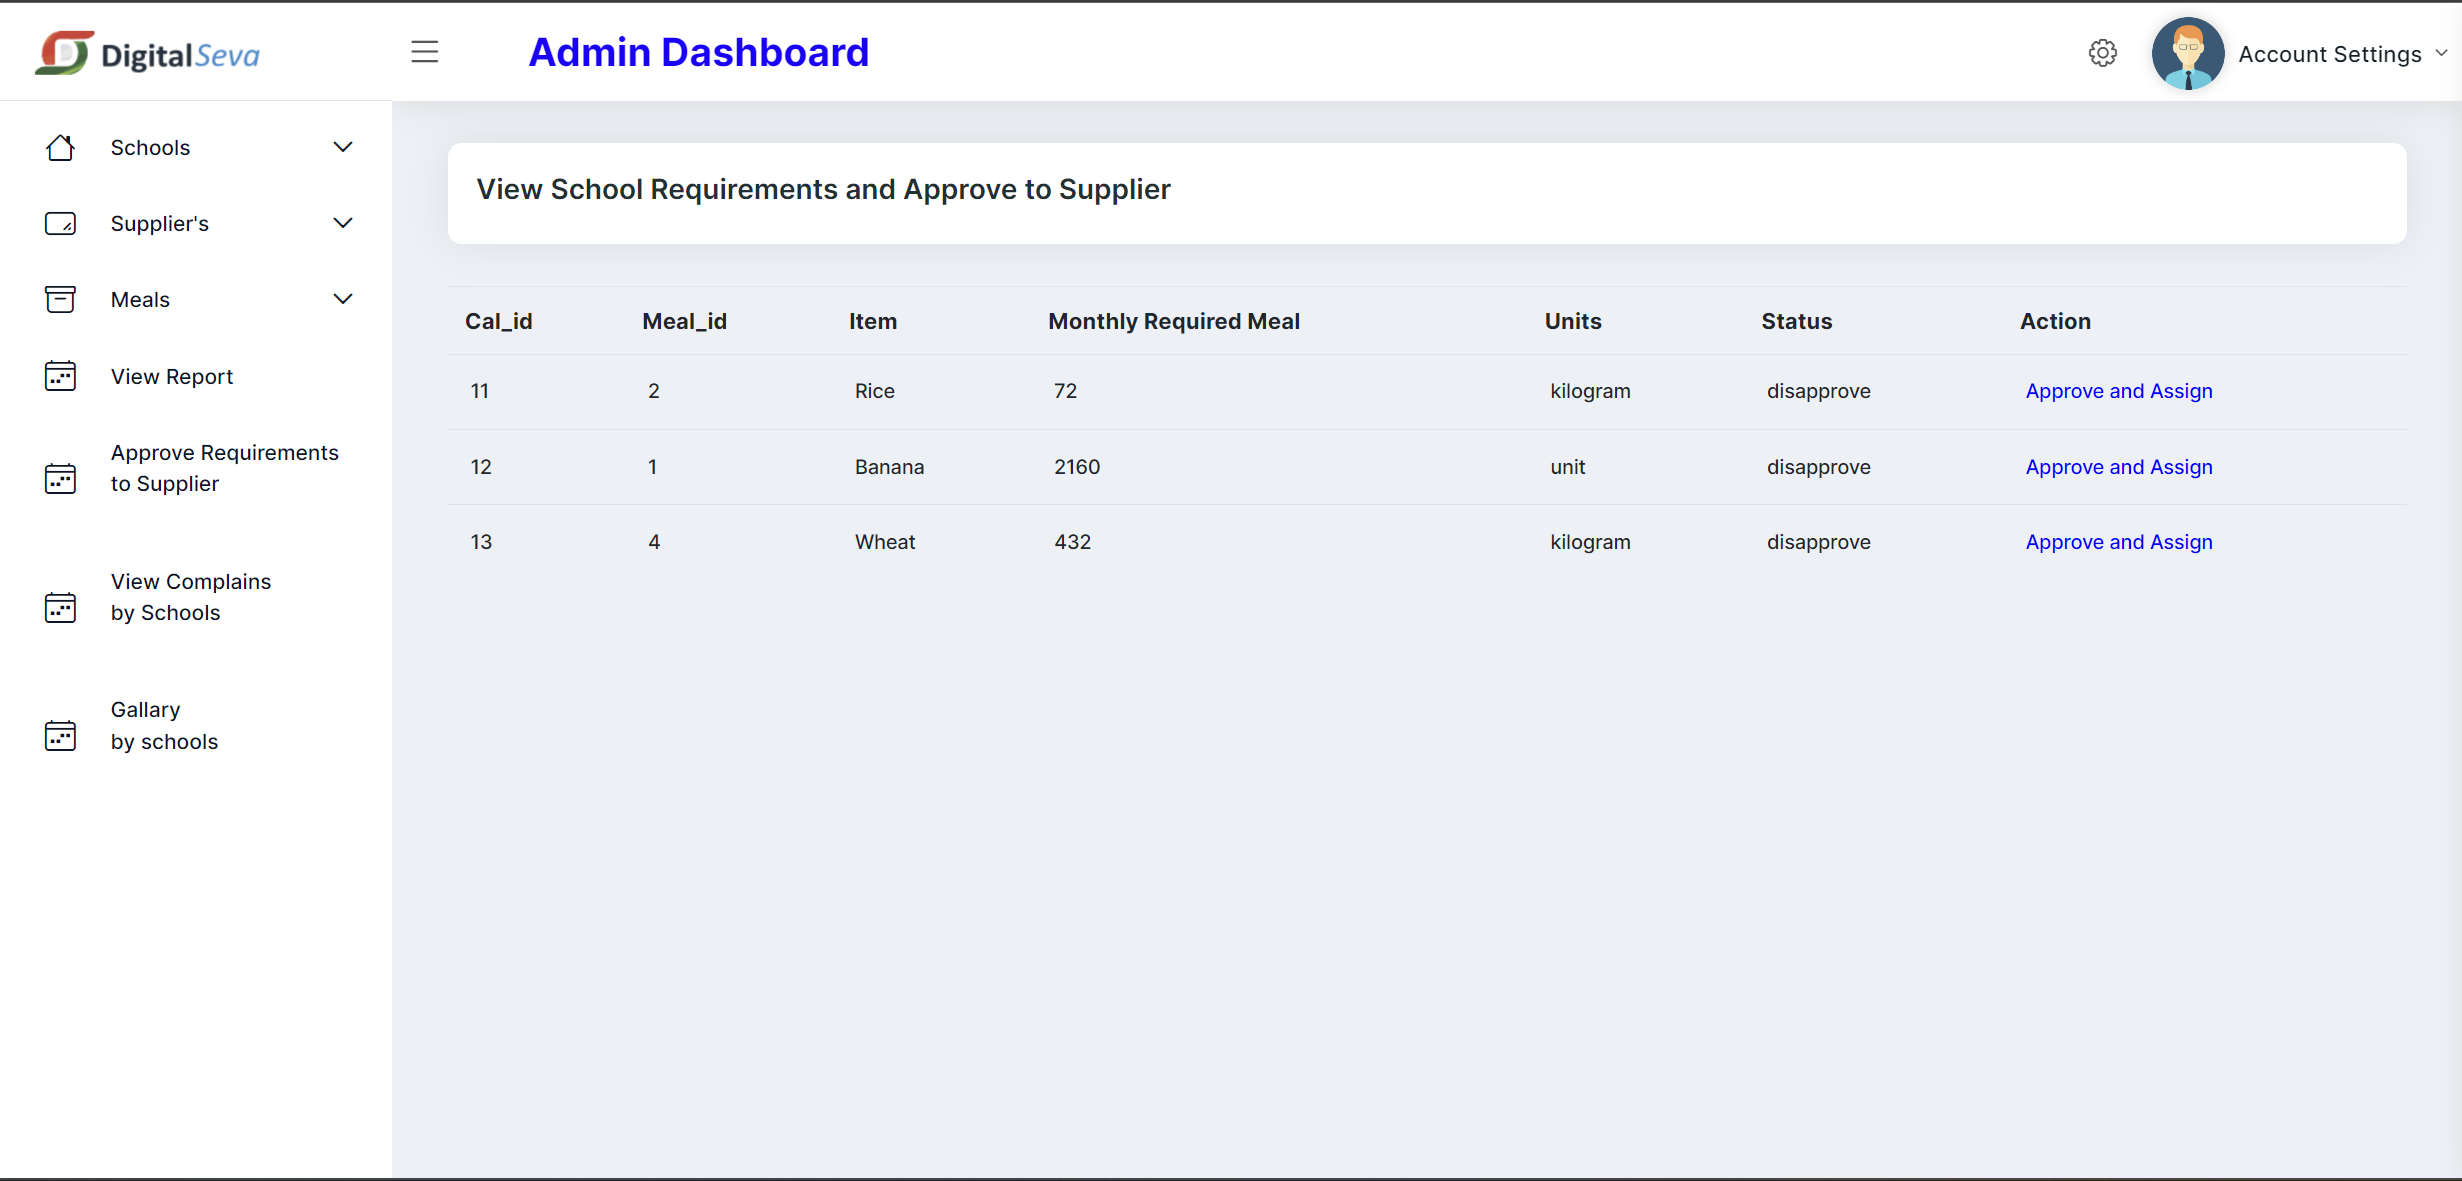 DigitalSeva
Admin Dashboard
Account Settings
Schools
Supplier's
Meals
View Report
Approve Requirements
to Supplier
View Complains
by Schools
Gallary
by schools
View School Requirements and Approve to Supplier
Cal_id Meal_id Item Monthly Required Meal Units Status Action
11 2 Rice 72 kilogram disapprove Approve and Assign
12 1 Banana 2160 unit disapprove Approve and Assign
13 4 Wheat 432 kilogram disapprove Approve and Assign